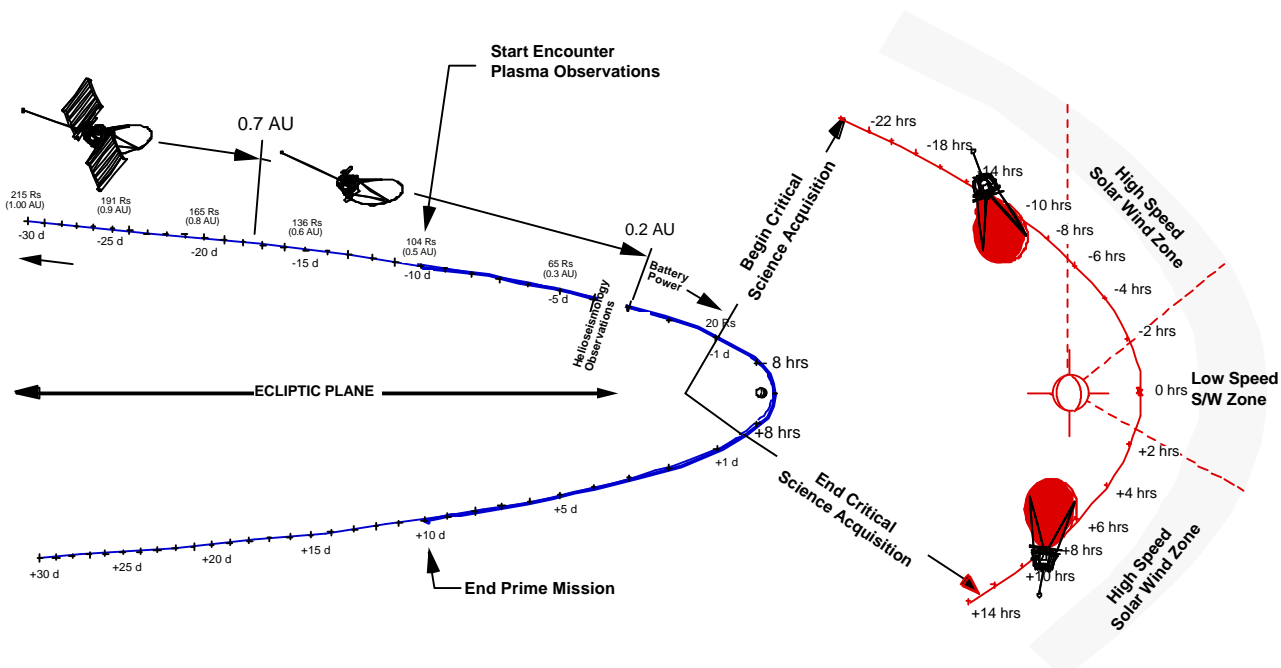 Start Encounter
Plasma Observations
0.7 AU
215 Rs
(1.00 AU)
191 Rs
(0.9 AU)
165 Rs
(0.8 AU)
136 Rs
(0.6 AU)
104 Rs
(0.5 AU)
65 Rs
(0.3 AU)
0.2 AU
-30 d
-25 d
-20 d
-15 d
-10 d
-5 d
Helioseismology
Observations
Battery
Power
20 Rs
-1 d
- 8 hrs
ECLIPTIC PLANE
+8 hrs
+1 d
+5 d
+10 d
+15 d
+20 d
+25 d
+30 d
End Prime Mission
Begin Critical
Science Acquisition
End Critical
Science Acquisition
-22 hrs
-18 hrs
-14 hrs
-10 hrs
-8 hrs
-6 hrs
-4 hrs
-2 hrs
0 hrs
+2 hrs
+4 hrs
+6 hrs
+8 hrs
+10 hrs
+14 hrs
High Speed
Solar Wind Zone
Low Speed
S/W Zone
High Speed
Solar Wind Zone